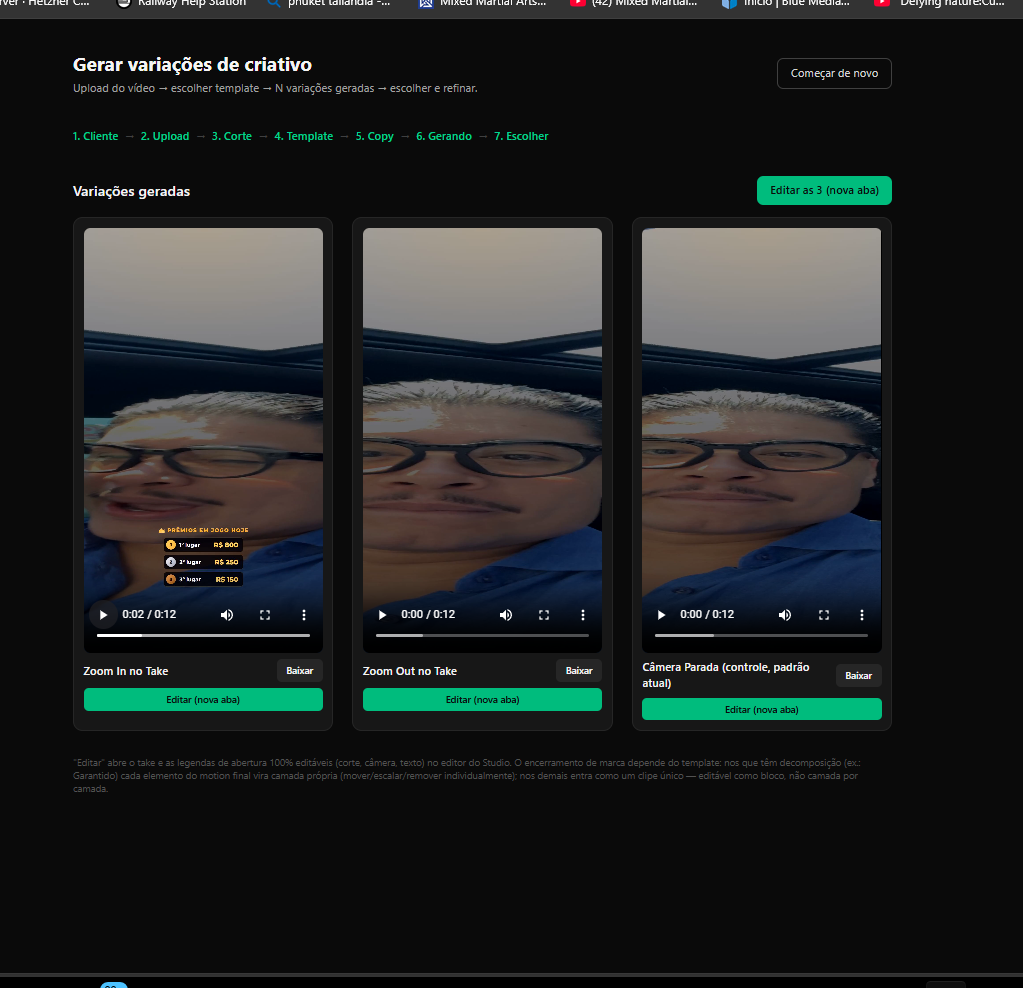 Railway Help Station
phuket tailandia -...
Mixed Martial Arts...
(42) Mixed Martial...
Início | Blue Media...
Defying nature:Cu...
Gerar variações de criativo
Upload do vídeo → escolher template → N variações geradas → escolher e refinar.
Começar de novo
1. Cliente → 2. Upload → 3. Corte → 4. Template → 5. Copy → 6. Gerando → 7. Escolher
Variações geradas
Editar as 3 (nova aba)
PRÊMIOS EM JOGO HOJE
1 1º lugar R$ 800
2 2º lugar R$ 350
3º lugar R$ 150
0:02 / 0:12
0:00 / 0:12
0:00 / 0:12
Zoom In no Take
Baixar
Editar (nova aba)
Zoom Out no Take
Baixar
Editar (nova aba)
Câmera Parada (controle, padrão
atual)
Baixar
Editar (nova aba)
"Editar" abre o take e as legendas de abertura 100% editáveis (corte, câmera, texto) no editor do Studio. O encerramento de marca depende do template: nos que têm decomposição (ex.:
Garantido) cada elemento do motion final vira camada própria (mover/escalar/remover individualmente); nos demais entra como um clipe único — editável como bloco, não camada por
camada.